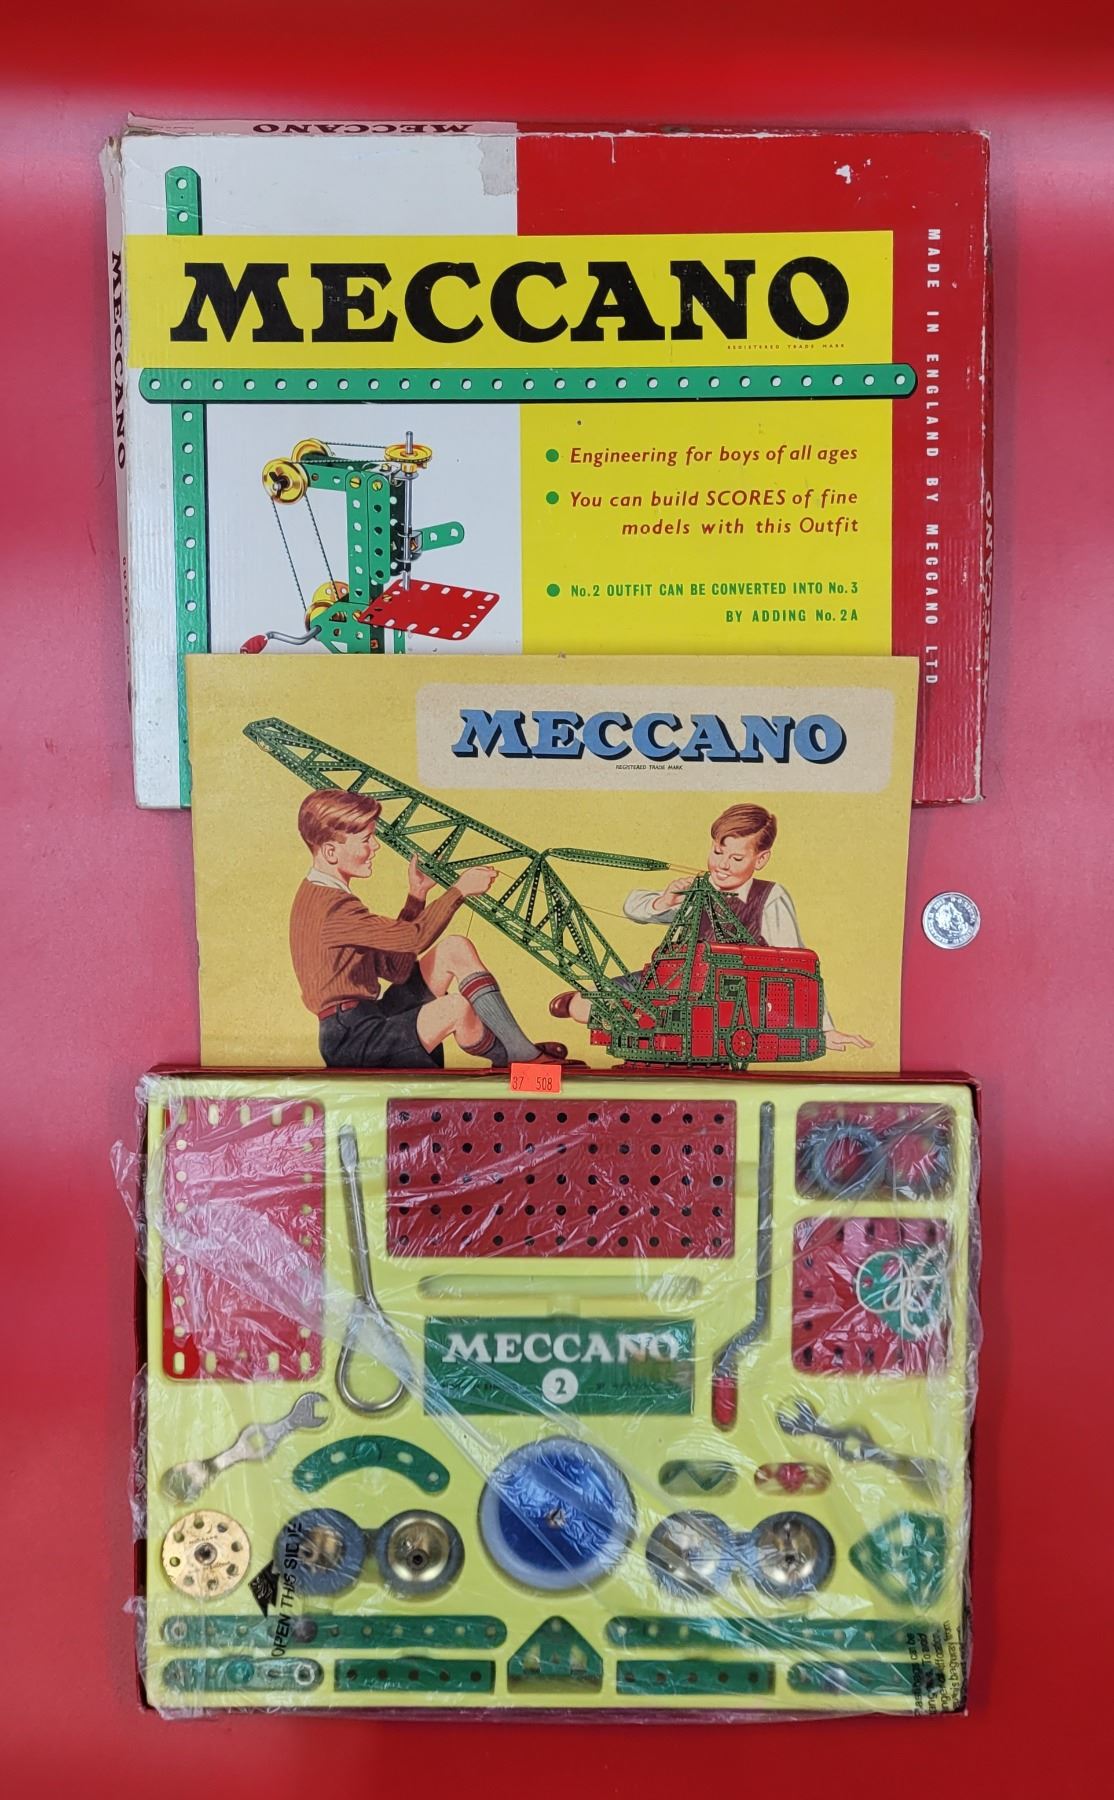 MECCANO
MECCANO
MECCANO
REGISTERED TRADE MARK
MADE IN ENGLAND BY MECCANO LTD
MECCANO
Engineering for boys of all ages
You can build SCORES of fine
models with this Outfit
No.2 OUTFIT CAN BE CONVERTED INTO No.3
BY ADDING No.2A
MECCANO
REGISTERED TRADE MARK
37 508
MECCANO
2
OPEN THIS SIDE